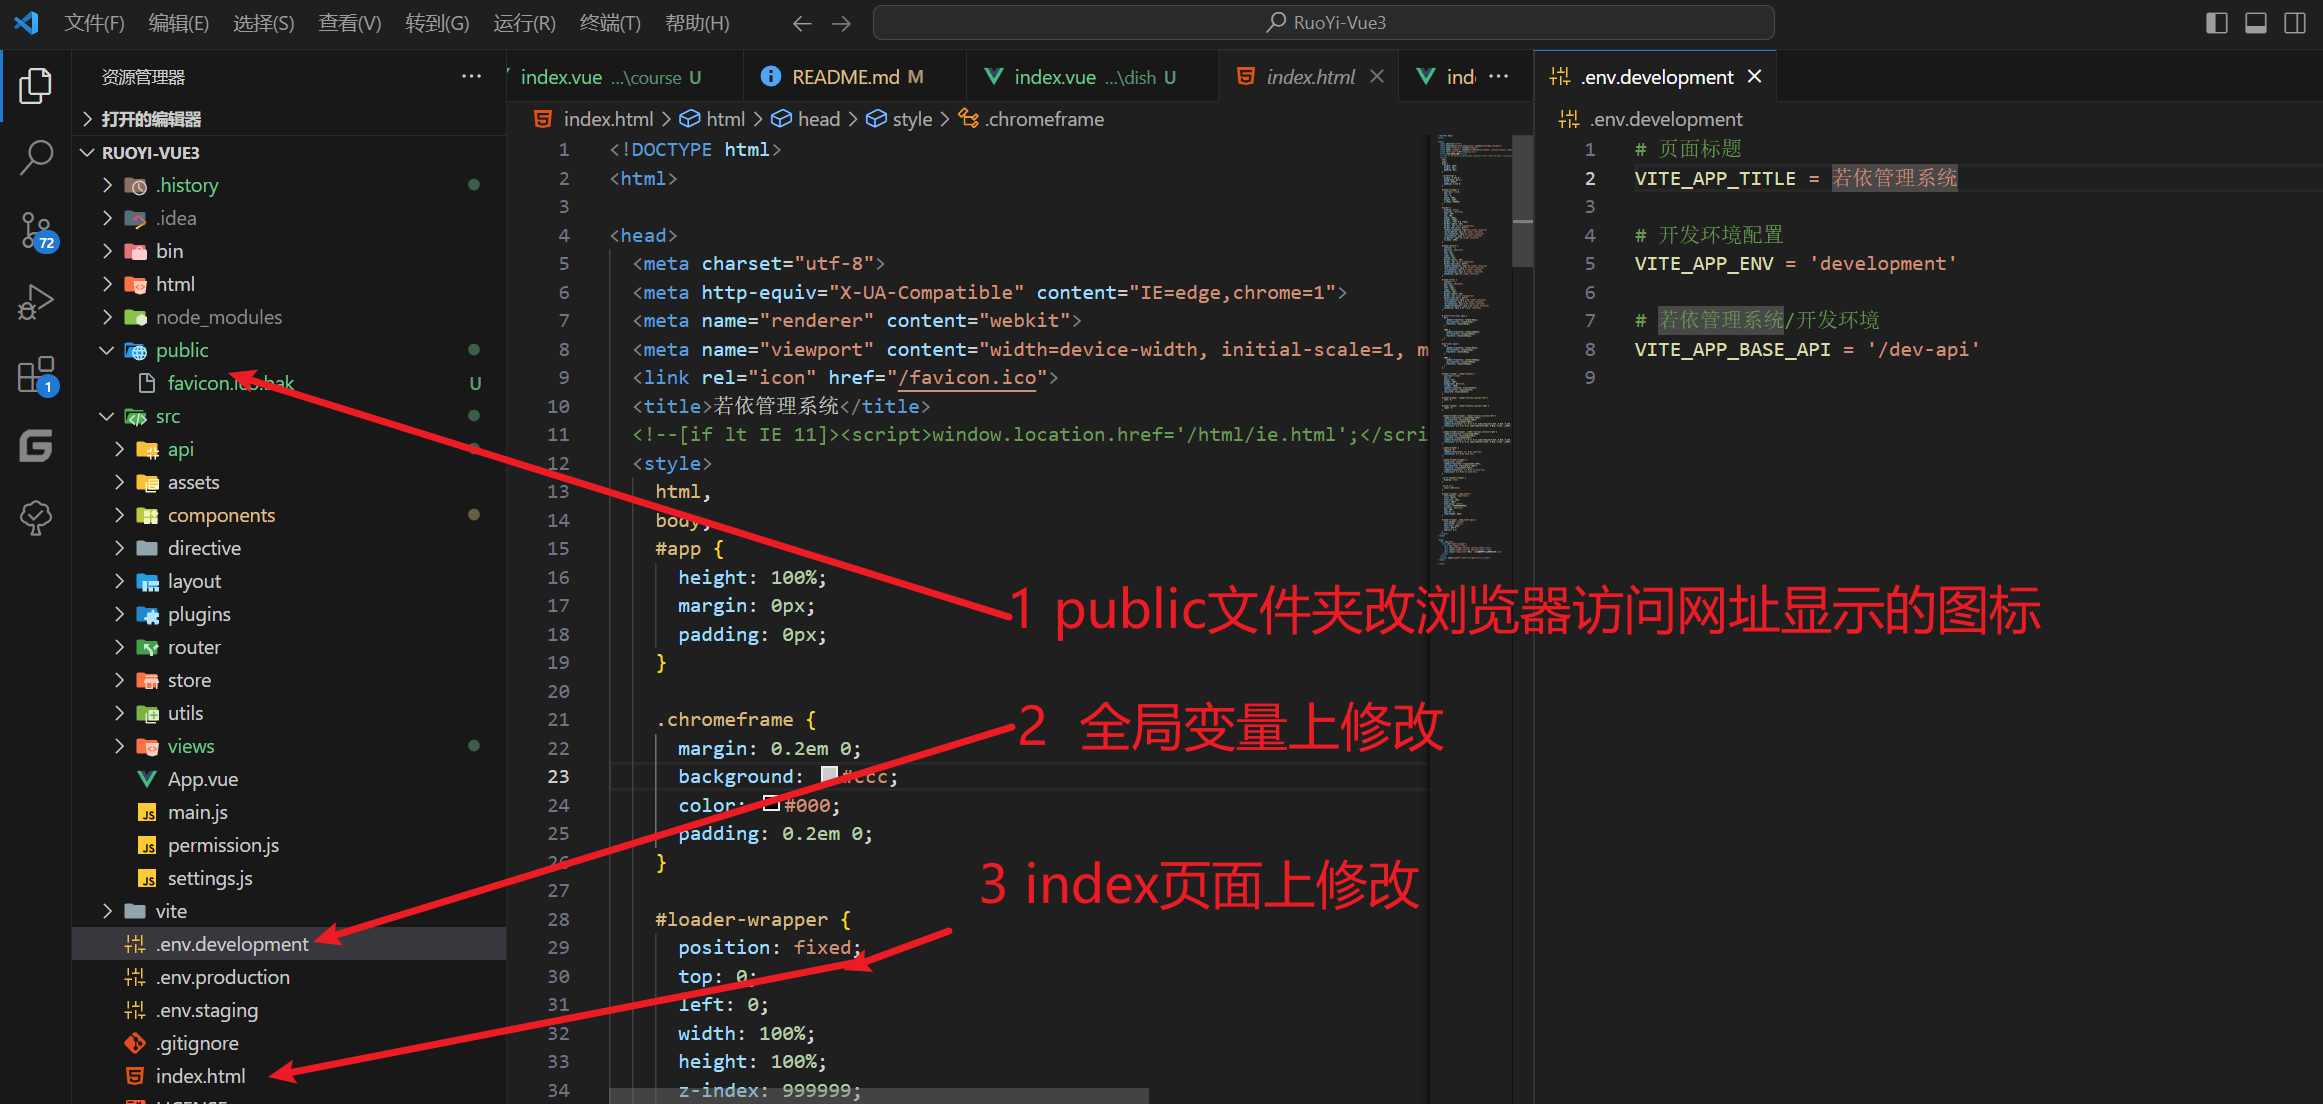 文件(F) 编辑(E) 选择(S) 查看(V) 转到(G) 运行(R) 终端(T) 帮助(H) RuoYi-Vue3
资源管理器
打开的编辑器
RUOYI-VUE3
.history
.idea
bin
html
node_modules
public
favicon.ico.bak U
src
api
assets
components
directive
layout
plugins
router
store
utils
views
App.vue
main.js
permission.js
settings.js
vite
.env.development
.env.production
.env.staging
.gitignore
index.html
72
1
index.vue ...\course U README.md M index.vue ...\dish U index.html
index.html > html > head > style > .chromeframe
1 <!DOCTYPE html>
2 <html>
3
4 <head>
5 <meta charset="utf-8">
6 <meta http-equiv="X-UA-Compatible" content="IE=edge,chrome=1">
7 <meta name="renderer" content="webkit">
8 <meta name="viewport" content="width=device-width, initial-scale=1, m
9 <link rel="icon" href="/favicon.ico">
10 <title>若依管理系统</title>
11 <!--[if lt IE 11]><script>window.location.href='/html/ie.html';</scri
12 <style>
13 html,
14 body,
15 #app {
16 height: 100%;
17 margin: 0px;
18 padding: 0px;
19 }
20
21 .chromeframe {
22 margin: 0.2em 0;
23 background: #ccc;
24 color: #000;
25 padding: 0.2em 0;
26 }
27
28 #loader-wrapper {
29 position: fixed;
30 top: 0;
31 left: 0;
32 width: 100%;
33 height: 100%;
34 z-index: 999999;
.env.development
.env.development
1 # 页面标题
2 VITE_APP_TITLE = 若依管理系统
3
4 # 开发环境配置
5 VITE_APP_ENV = 'development'
6
7 # 若依管理系统/开发环境
8 VITE_APP_BASE_API = '/dev-api'
9
1 public文件夹改浏览器访问网址显示的图标
2 全局变量上修改
3 index页面上修改